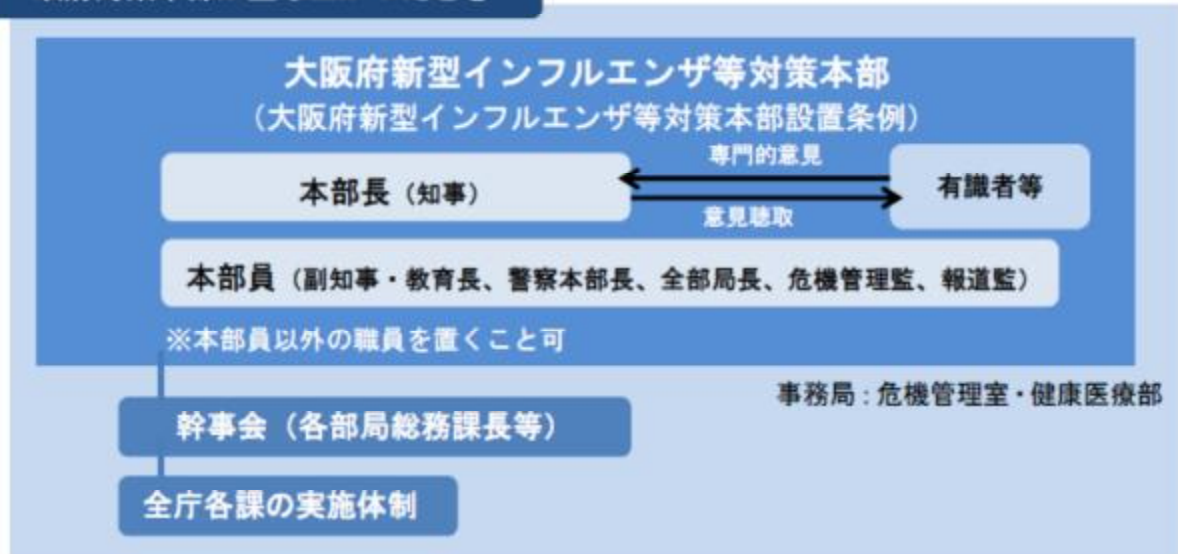 大阪府新型インフルエンザ等対策本部
（大阪府新型インフルエンザ等対策本部設置条例）
専門的意見
本部長（知事）
有識者等
意見聴取
本部員（副知事・教育長、警察本部長、全部局長、危機管理監、報道監）
※本部員以外の職員を置くこと可
事務局：危機管理室・健康医療部
幹事会（各部局総務課長等）
全庁各課の実施体制